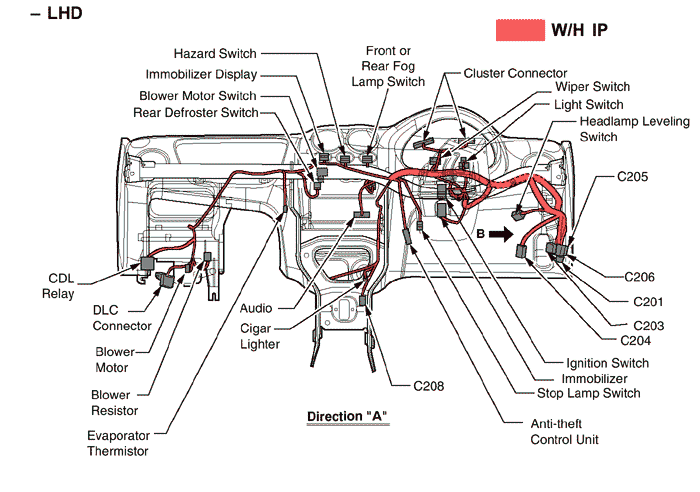 – LHD
W/H IP
Hazard Switch
Immobilizer Display
Blower Motor Switch
Rear Defroster Switch
Front or
Rear Fog
Lamp Switch
Cluster Connector
Wiper Switch
Light Switch
Headlamp Leveling
Switch
C205
B
C206
C201
C203
C204
CDL
Relay
DLC
Connector
Blower
Motor
Blower
Resistor
Evaporator
Thermistor
Audio
Cigar
Lighter
C208
Ignition Switch
Immobilizer
Stop Lamp Switch
Anti-theft
Control Unit
Direction "A"